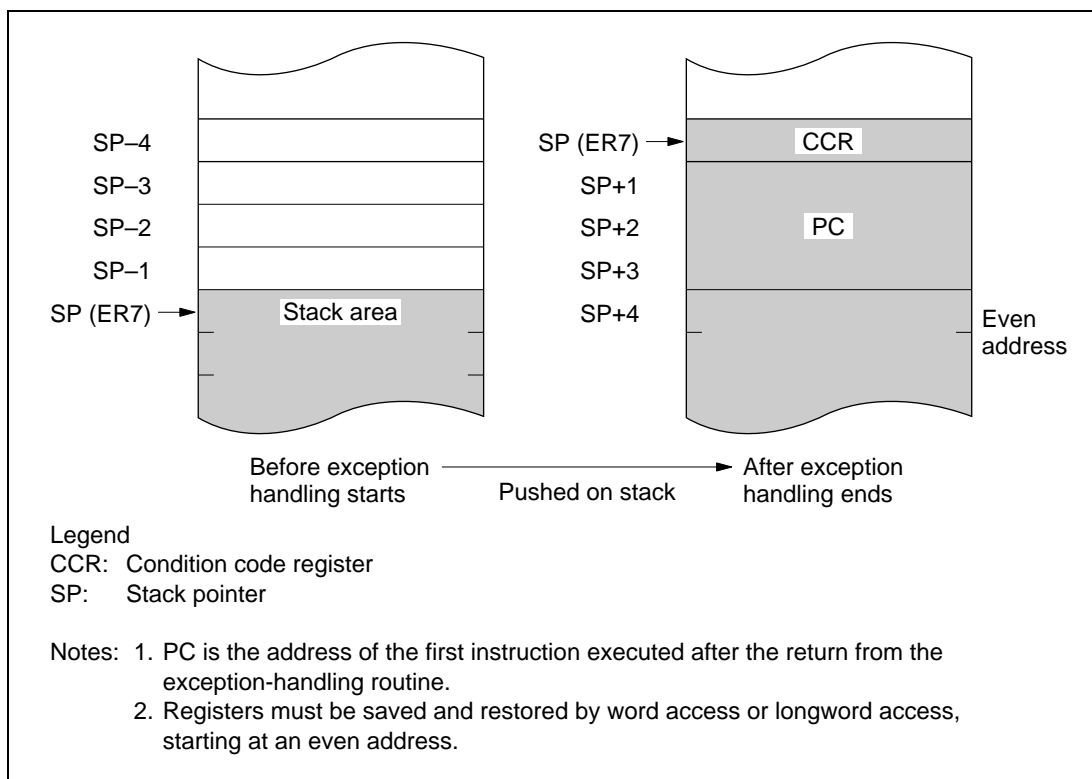 SP–4
SP–3
SP–2
SP–1
SP (ER7)
Stack area
SP (ER7)
SP+1
SP+2
SP+3
SP+4
CCR
PC
Even
address
Before exception
handling starts
Pushed on stack
After exception
handling ends
Legend
CCR: Condition code register
SP: Stack pointer
Notes: 1. PC is the address of the first instruction executed after the return from the
exception-handling routine.
2. Registers must be saved and restored by word access or longword access,
starting at an even address.